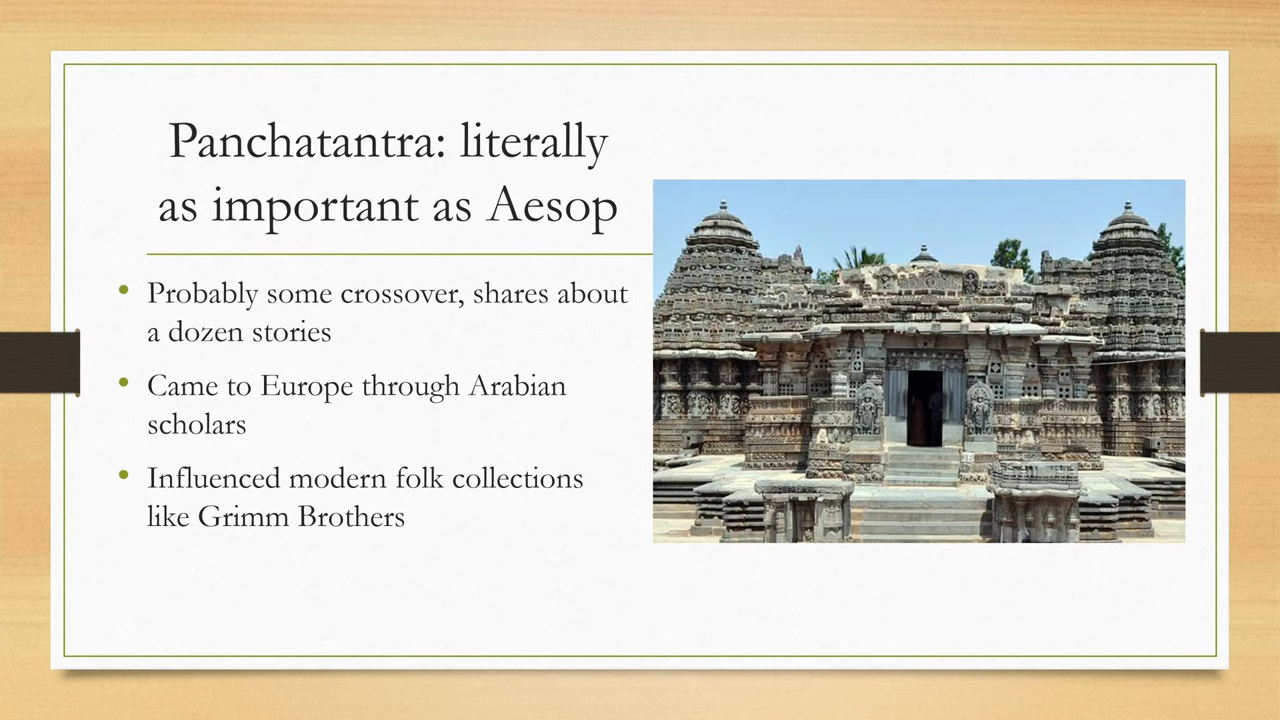 Panchatantra: literally
as important as Aesop
• Probably some crossover, shares about
a dozen stories
• Came to Europe through Arabian
scholars
• Influenced modern folk collections
like Grimm Brothers